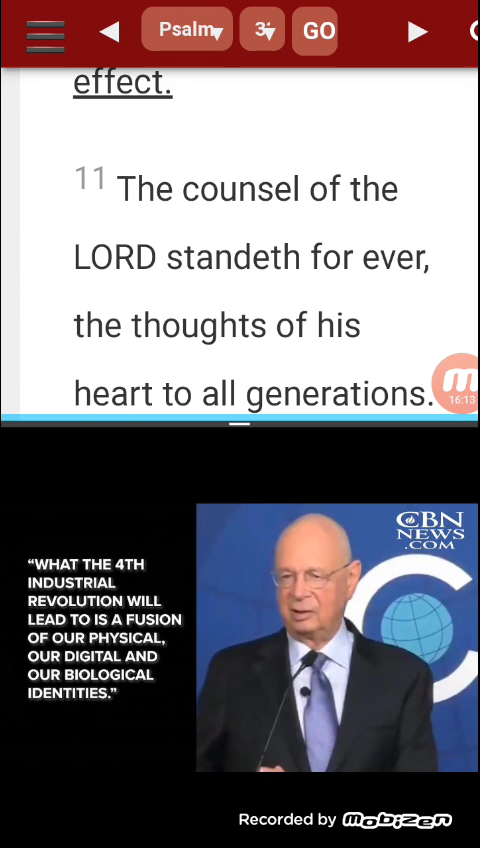 Psalm
GO
effect.
11 The counsel of the
LORD standeth for ever,
the thoughts of his
heart to all generations.
16:13
CBN
NEWS
.COM
“WHAT THE 4TH
INDUSTRIAL
REVOLUTION WILL
LEAD TO IS A FUSION
OF OUR PHYSICAL,
OUR DIGITAL AND
OUR BIOLOGICAL
IDENTITIES.”
Recorded by Mobizen